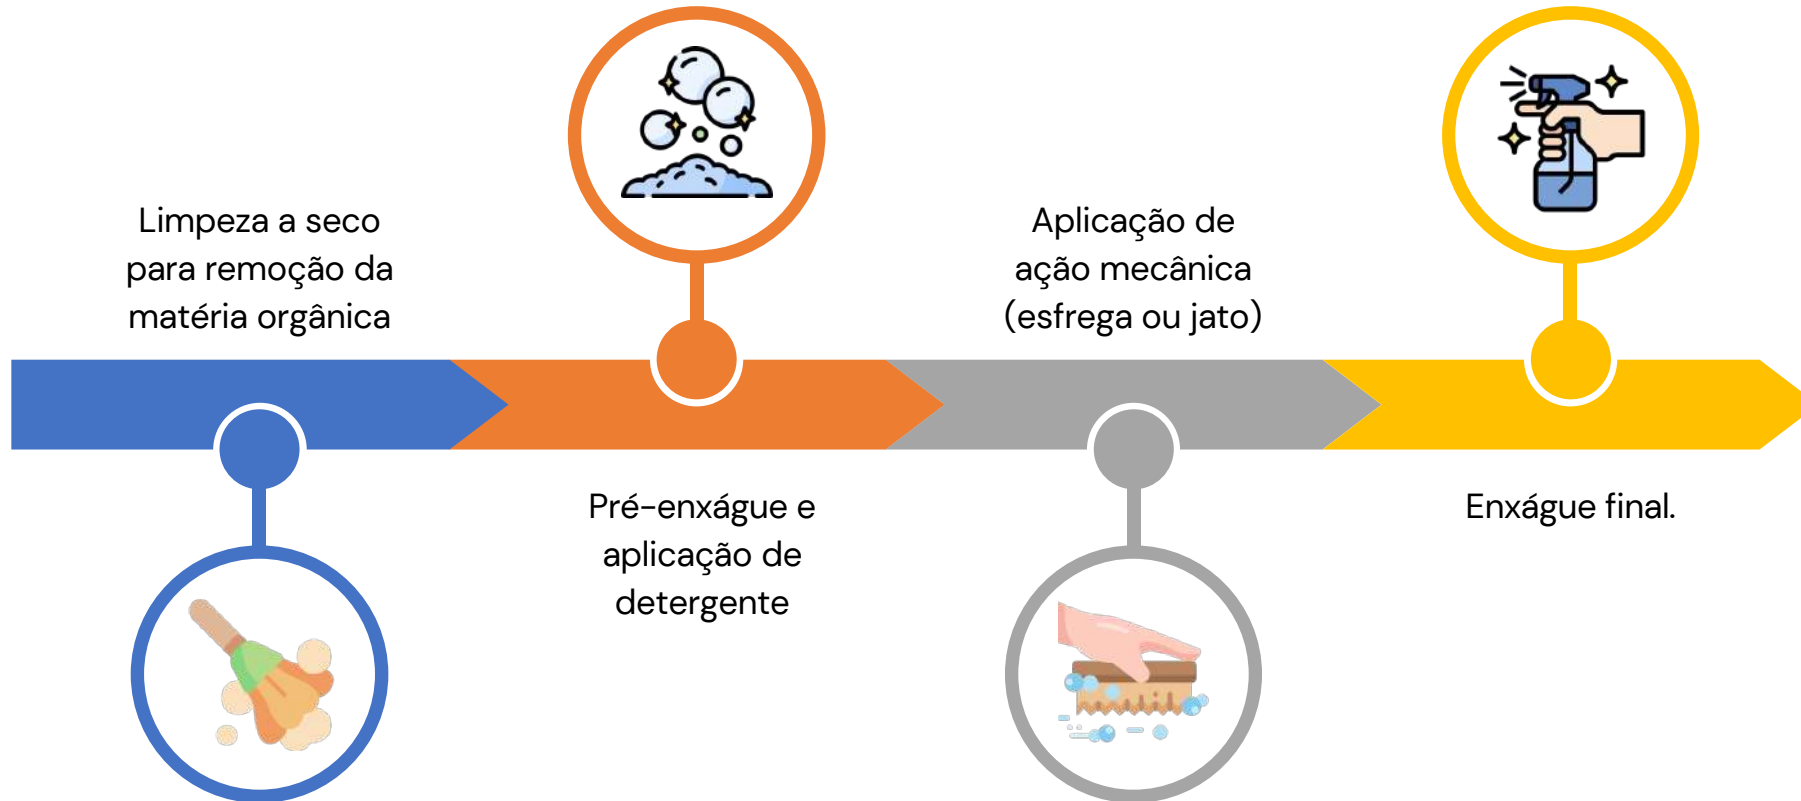 Limpeza a seco
para remoção da
matéria orgânica
Pré-enxágue e
aplicação de
detergente
Aplicação de
ação mecânica
(esfrega ou jato)
Enxágue final.